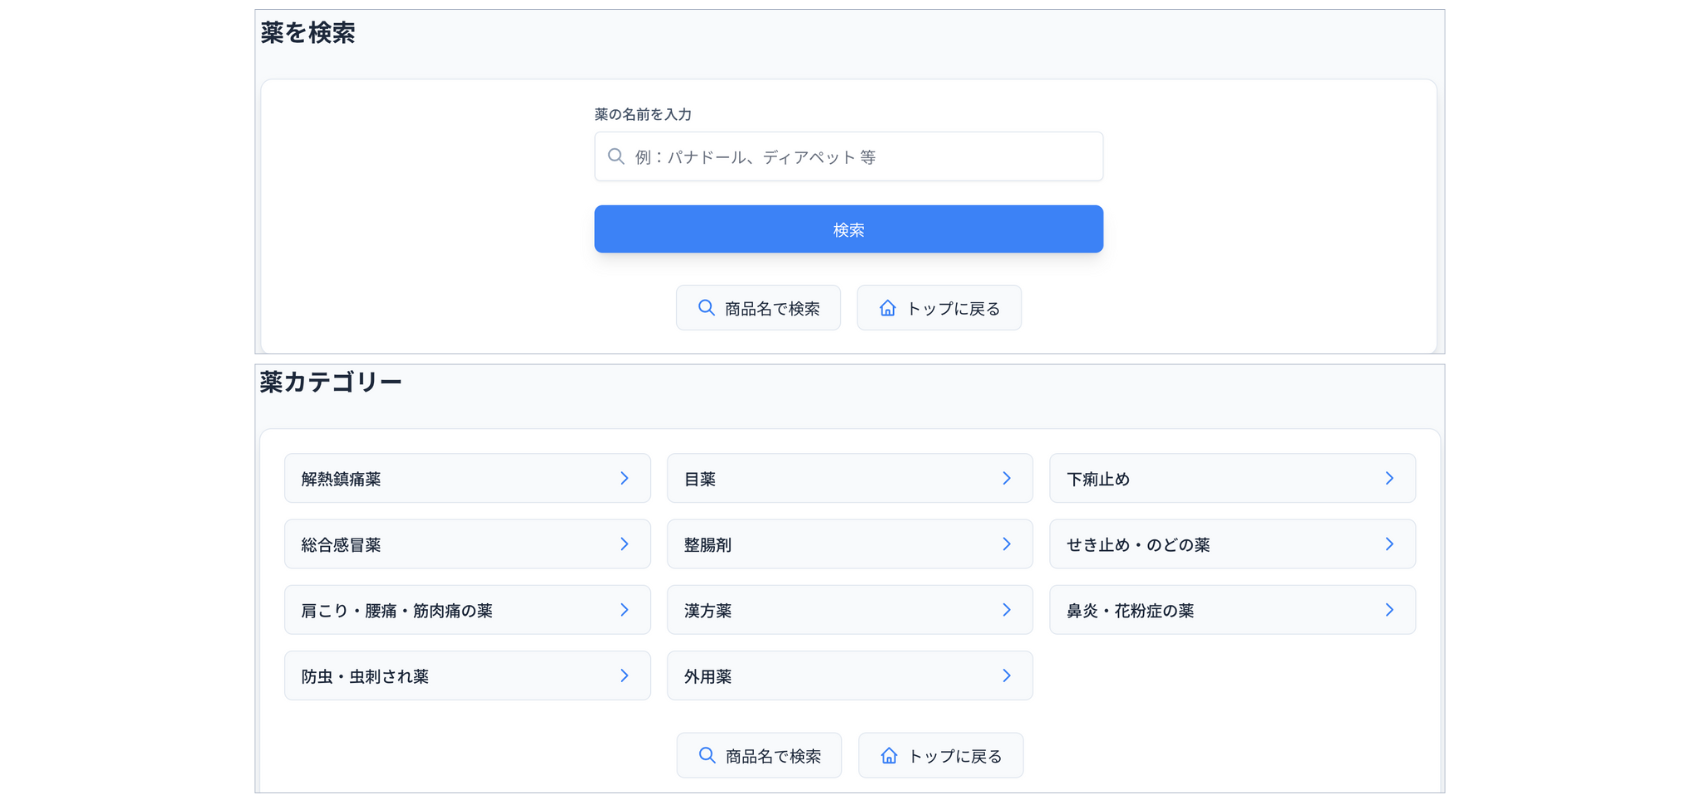 薬を検索
薬の名前を入力
例：パナドール、ディアペット 等
検索
商品名で検索 トップに戻る
薬カテゴリー
解熱鎮痛薬 目薬 下痢止め
総合感冒薬 整腸剤 せき止め・のどの薬
肩こり・腰痛・筋肉痛の薬 漢方薬 鼻炎・花粉症の薬
防虫・虫刺され薬 外用薬
商品名で検索 トップに戻る